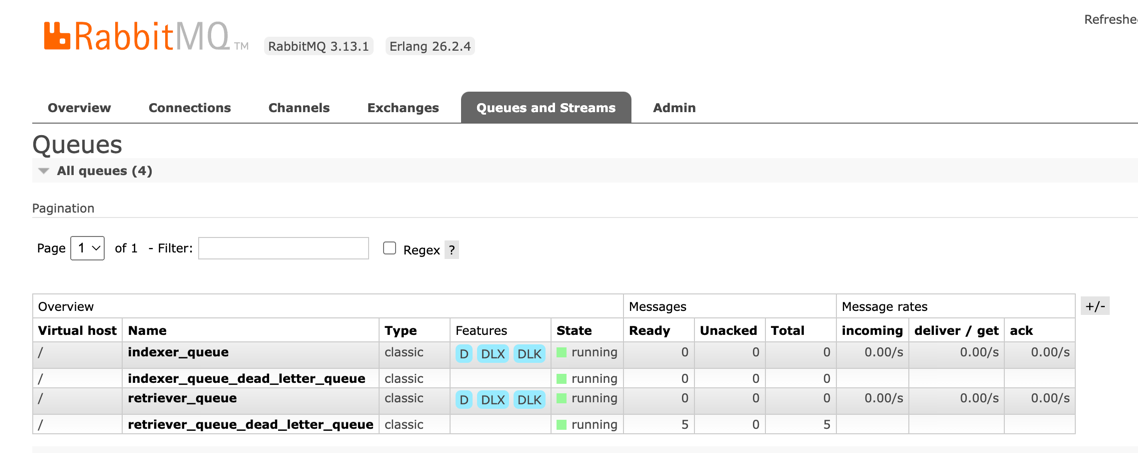 Refreshed
RabbitMQ TM RabbitMQ 3.13.1 Erlang 26.2.4
Overview Connections Channels Exchanges Queues and Streams Admin
Queues
All queues (4)
Pagination
Page 1 of 1 - Filter: Regex ?
Overview Messages Message rates +/-
Virtual host Name Type Features State Ready Unacked Total incoming deliver / get ack
/ indexer_queue classic D DLX DLK running 0 0 0 0.00/s 0.00/s 0.00/s
/ indexer_queue_dead_letter_queue classic running 0 0 0
/ retriever_queue classic D DLX DLK running 0 0 0 0.00/s 0.00/s 0.00/s
/ retriever_queue_dead_letter_queue classic running 5 0 5